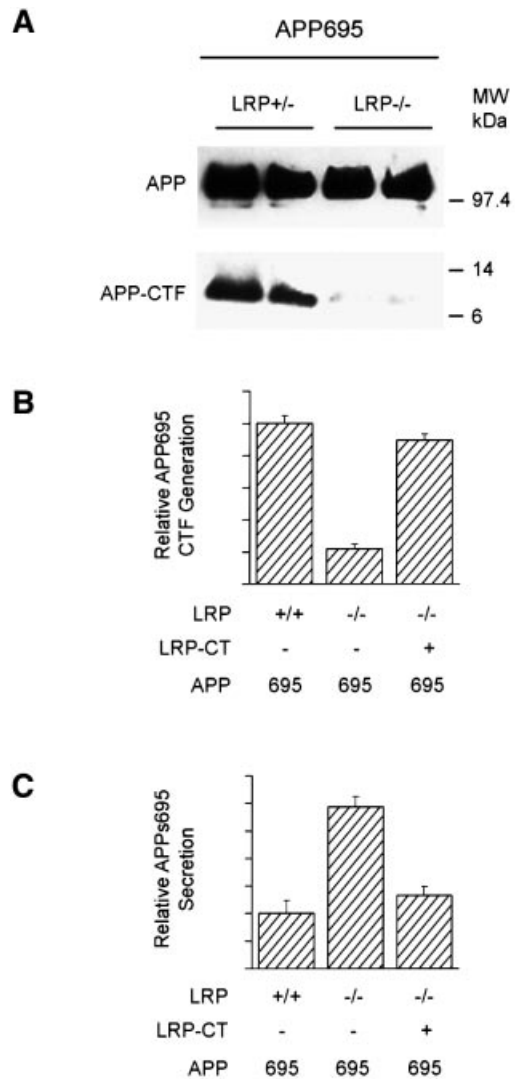 A
APP695
LRP+/- LRP-/- MW
kDa
APP
– 97.4
– 14
APP-CTF
– 6
B
Relative APP695
CTF Generation
LRP +/+ -/- -/-
LRP-CT - - +
APP 695 695 695
C
Relative APPs695
Secretion
LRP +/+ -/- -/-
LRP-CT - - +
APP 695 695 695